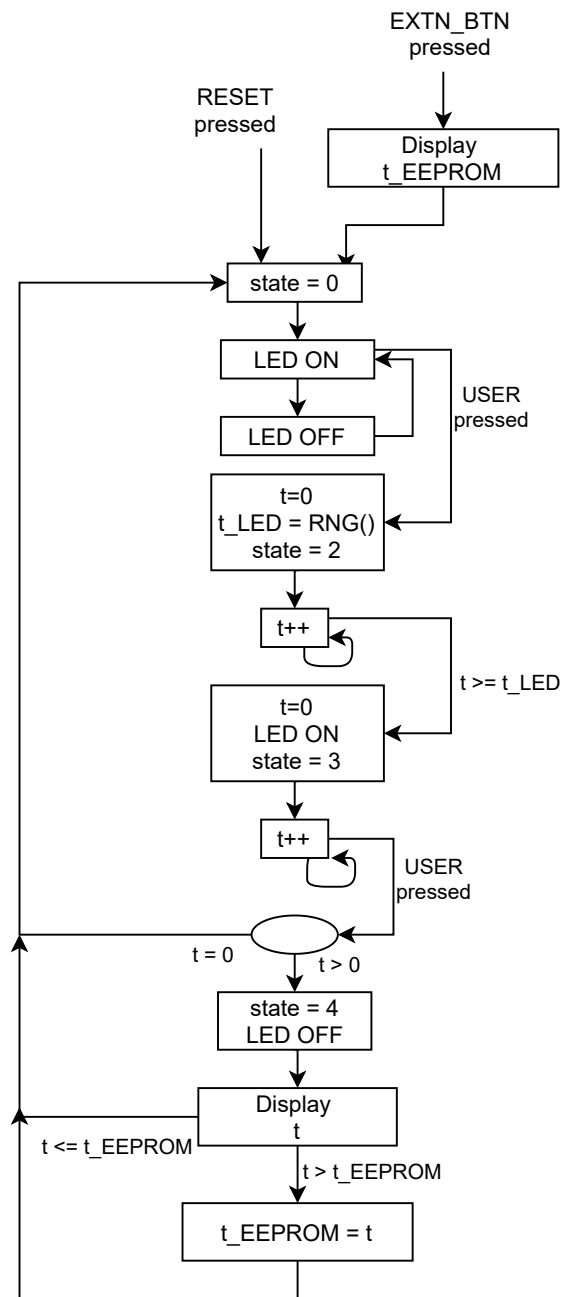 EXTN_BTN
pressed
RESET
pressed
Display
t_EEPROM
state = 0
LED ON
USER
pressed
LED OFF
t=0
t_LED = RNG()
state = 2
t++
t >= t_LED
t=0
LED ON
state = 3
t++
USER
pressed
t = 0
t > 0
state = 4
LED OFF
Display
t
t <= t_EEPROM
t > t_EEPROM
t_EEPROM = t